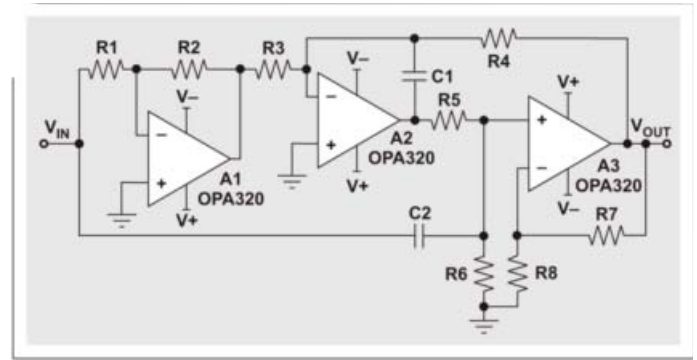 R1
R2
R3
R4
C1
V–
V–
R5
V+
VIN
VOUT
A1
OPA320
A2
OPA320
A3
OPA320
V+
V+
V–
R7
C2
R6
R8